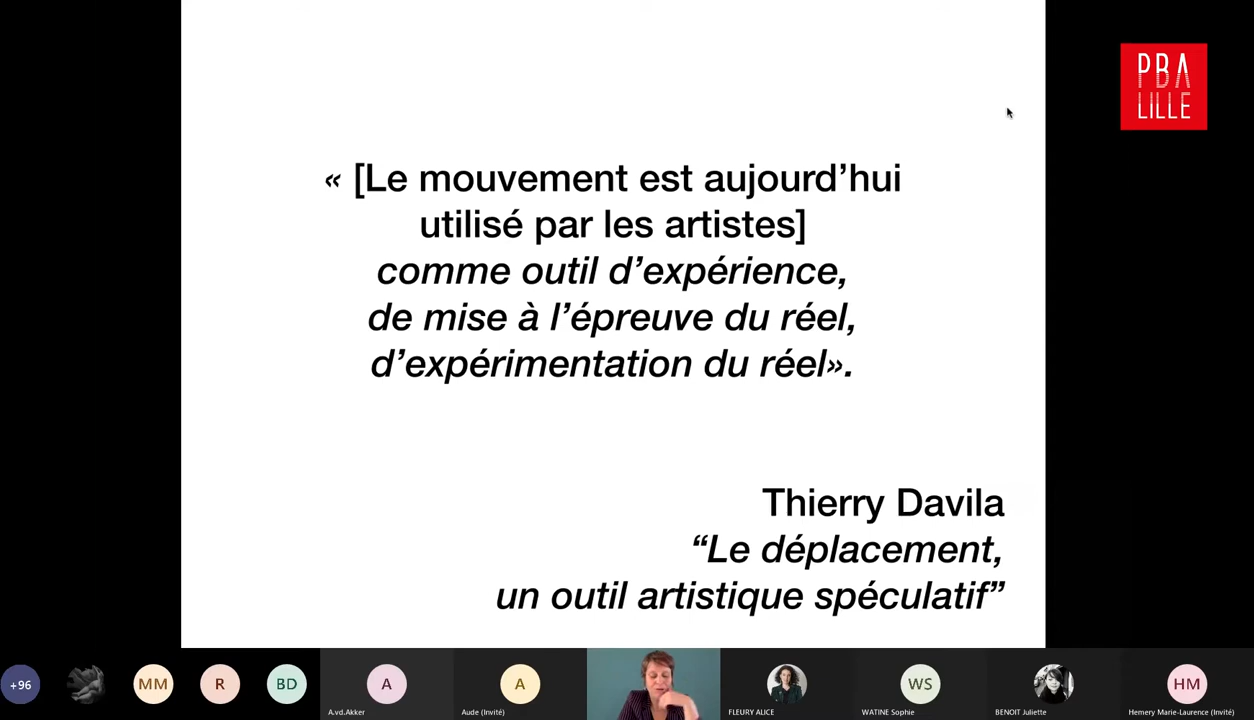 PBA
LILLE
« [Le mouvement est aujourd’hui
utilisé par les artistes]
comme outil d’expérience,
de mise à l’épreuve du réel,
d’expérimentation du réel».
Thierry Davila
“Le déplacement,
un outil artistique spéculatif”
+96
MM
R
BD
A
A.vd.Akker
A
Aude (Invité)
FLEURY ALICE
WS
WATINE Sophie
BENOIT Juliette
HM
Hemery Marie-Laurence (Invité)